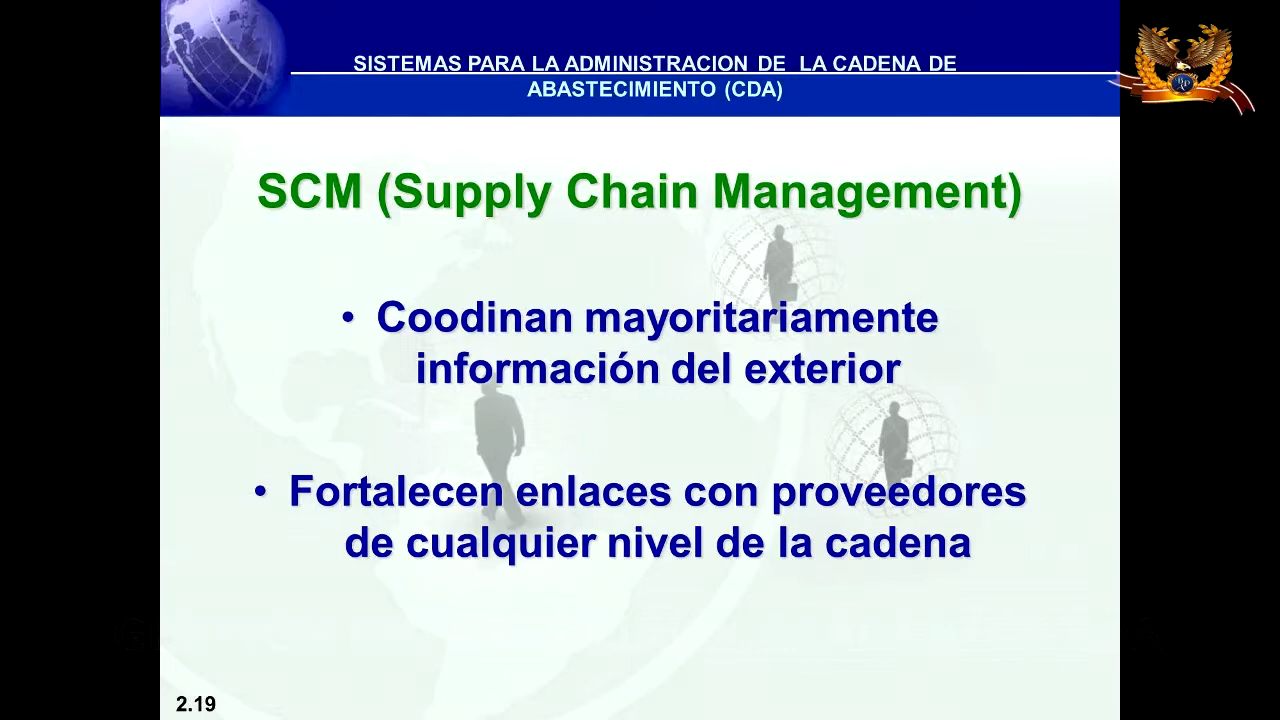 SISTEMAS PARA LA ADMINISTRACION DE LA CADENA DE
ABASTECIMIENTO (CDA)
SCM (Supply Chain Management)
• Coodinan mayoritariamente
información del exterior
• Fortalecen enlaces con proveedores
de cualquier nivel de la cadena
2.19